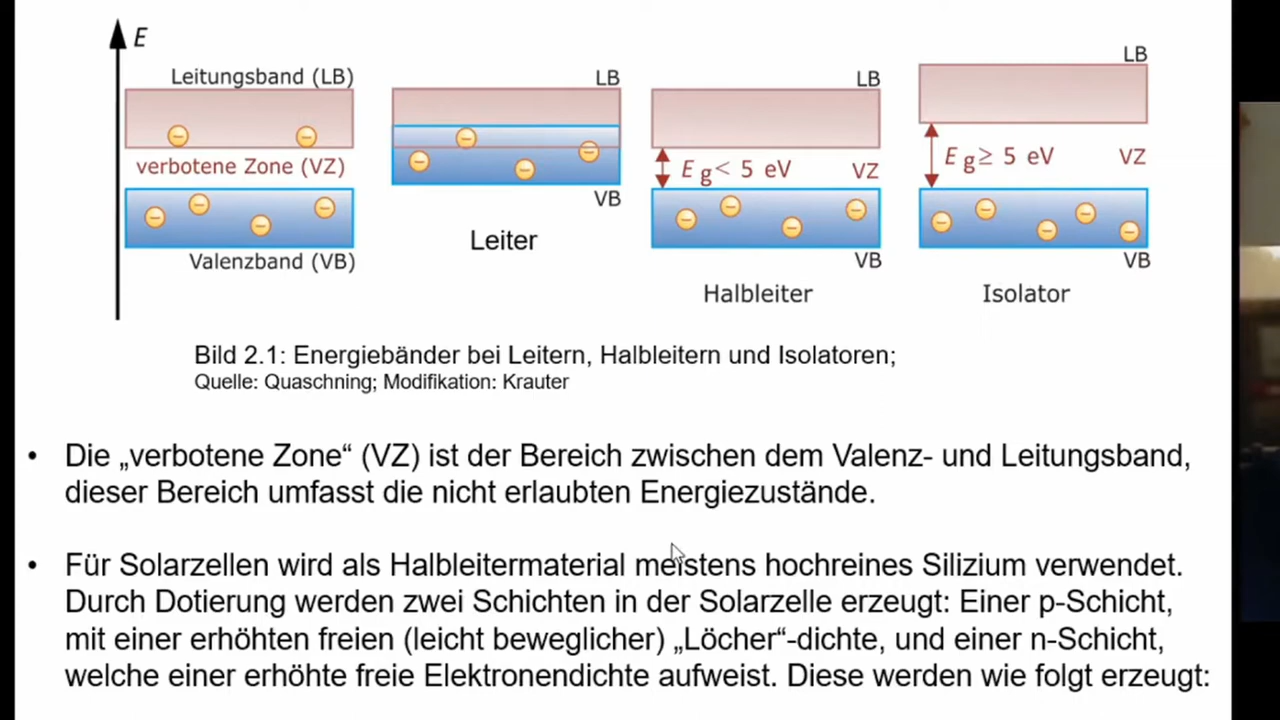 E
Leitungsband (LB)
verbotene Zone (VZ)
Valenzband (VB)
LB
VB
Leiter
LB
E g < 5 eV VZ
VB
Halbleiter
LB
E g ≥ 5 eV VZ
VB
Isolator
Bild 2.1: Energiebänder bei Leitern, Halbleitern und Isolatoren;
Quelle: Quaschning; Modifikation: Krauter
• Die „verbotene Zone“ (VZ) ist der Bereich zwischen dem Valenz- und Leitungsband,
dieser Bereich umfasst die nicht erlaubten Energiezustände.
• Für Solarzellen wird als Halbleitermaterial meistens hochreines Silizium verwendet.
Durch Dotierung werden zwei Schichten in der Solarzelle erzeugt: Einer p-Schicht,
mit einer erhöhten freien (leicht beweglicher) „Löcher“-dichte, und einer n-Schicht,
welche einer erhöhte freie Elektronendichte aufweist. Diese werden wie folgt erzeugt: